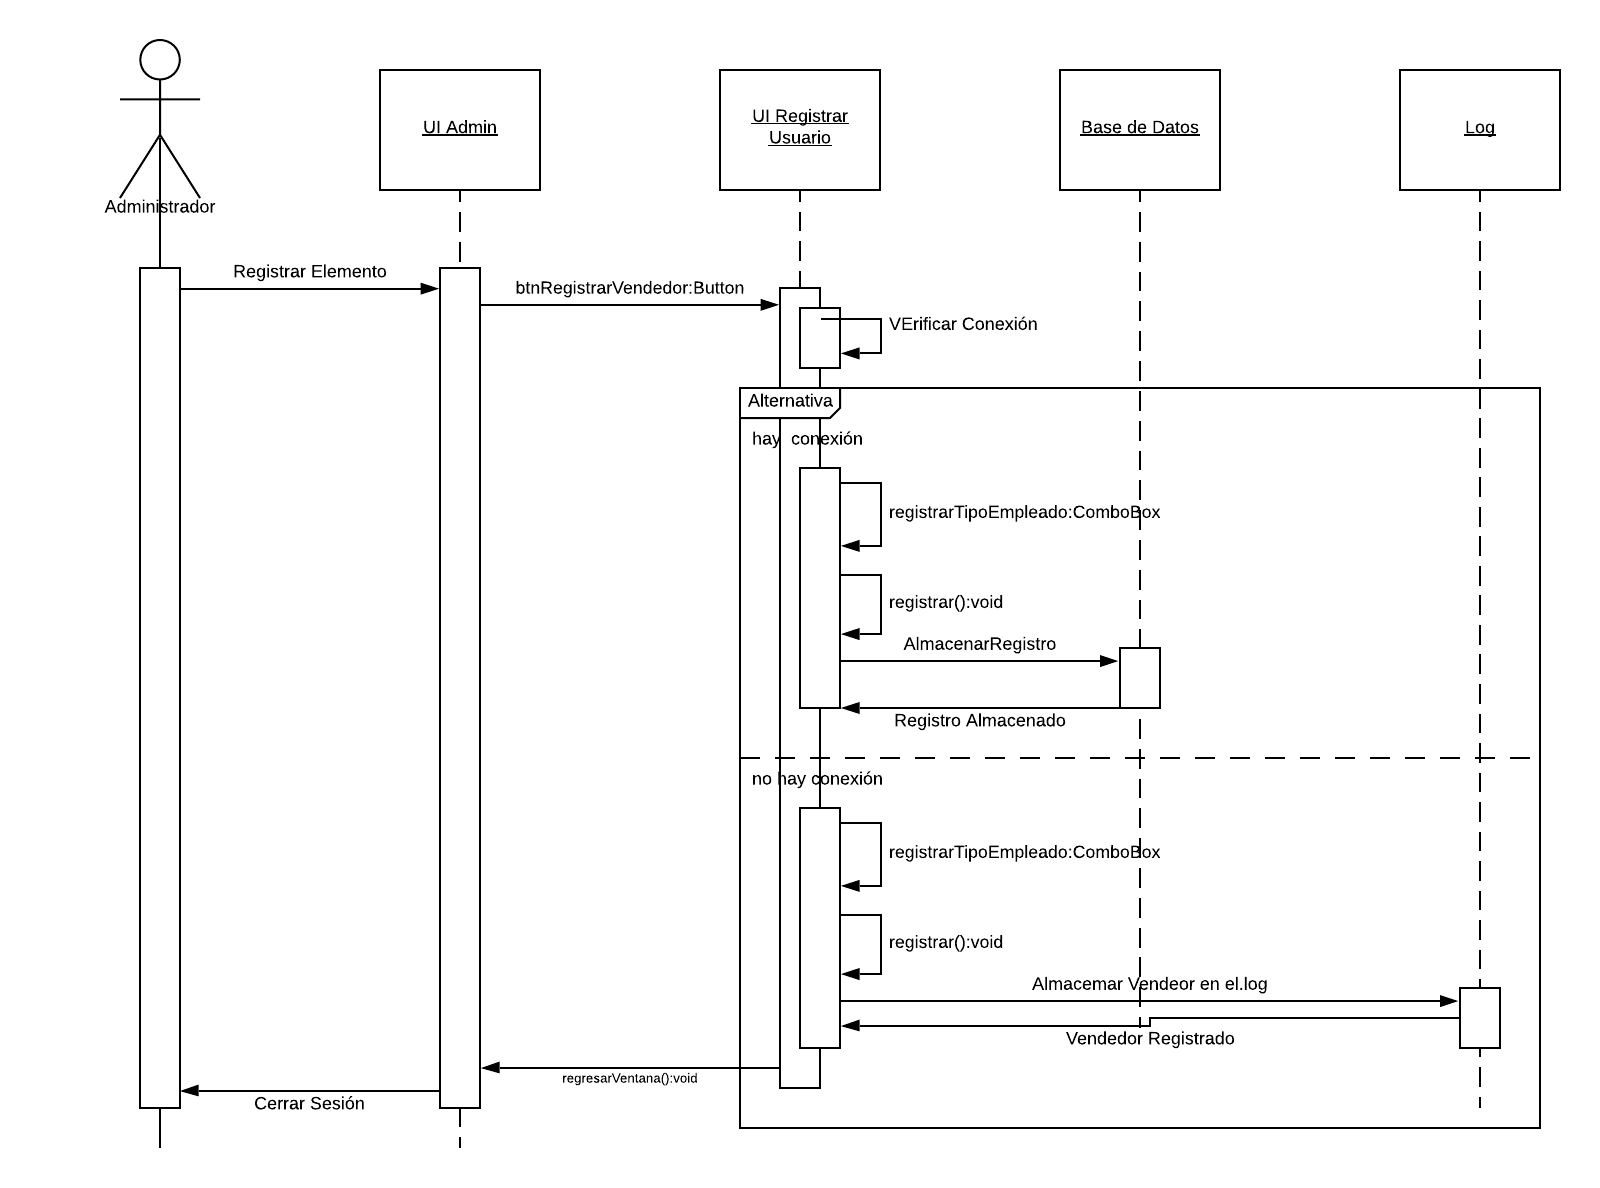 Administrador
UI Admin
UI Registrar
Usuario
Base de Datos
Log
Registrar Elemento
btnRegistrarVendedor:Button
VErificar Conexión
Alternativa
hay  conexión
registrarTipoEmpleado:ComboBox
registrar():void
AlmacenarRegistro
Registro Almacenado
no hay conexión
registrarTipoEmpleado:ComboBox
registrar():void
Almacemar Vendeor en el.log
Vendedor Registrado
regresarVentana():void
Cerrar Sesión